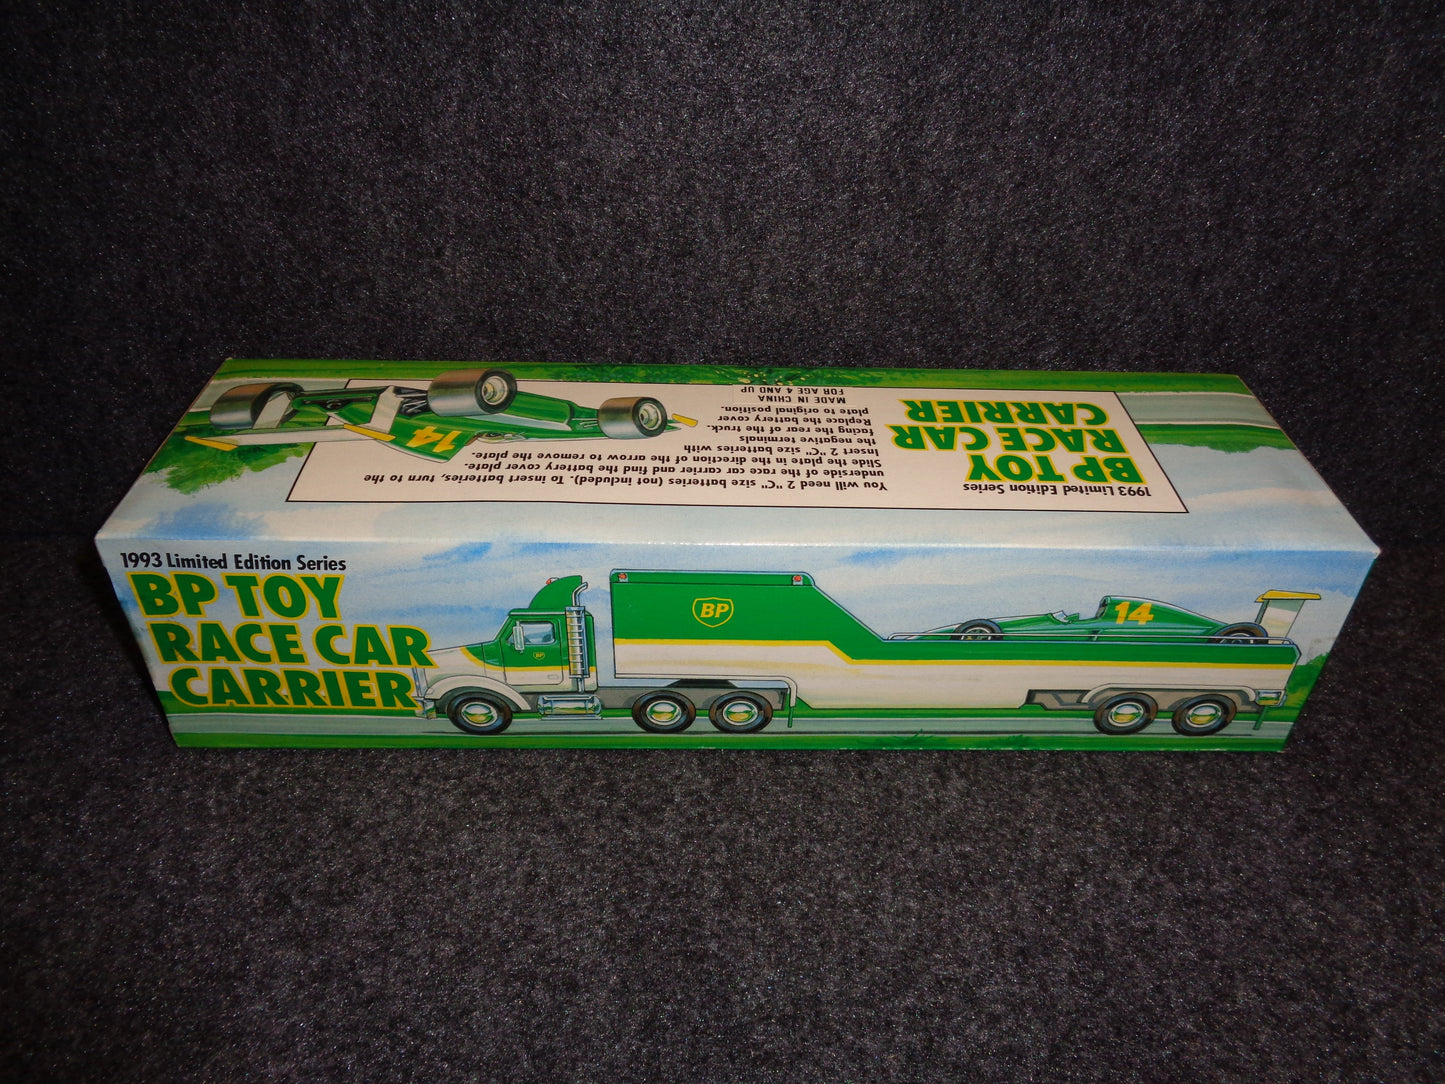 1993 Limited Edition Series
BP TOY
RACE CAR
CARRIER
You will need 2 "C" size batteries (not included). To insert batteries, turn to the
underside of the race car carrier and find the battery cover plate.
Slide the plate in the direction of the arrow to remove the plate.
Insert 2 "C" size batteries with
the negative terminals
facing the rear of the truck.
Replace the battery cover
plate to original position.
MADE IN CHINA
FOR AGE 4 AND UP
14
1993 Limited Edition Series
BP TOY
RACE CAR
CARRIER
BP
BP
14